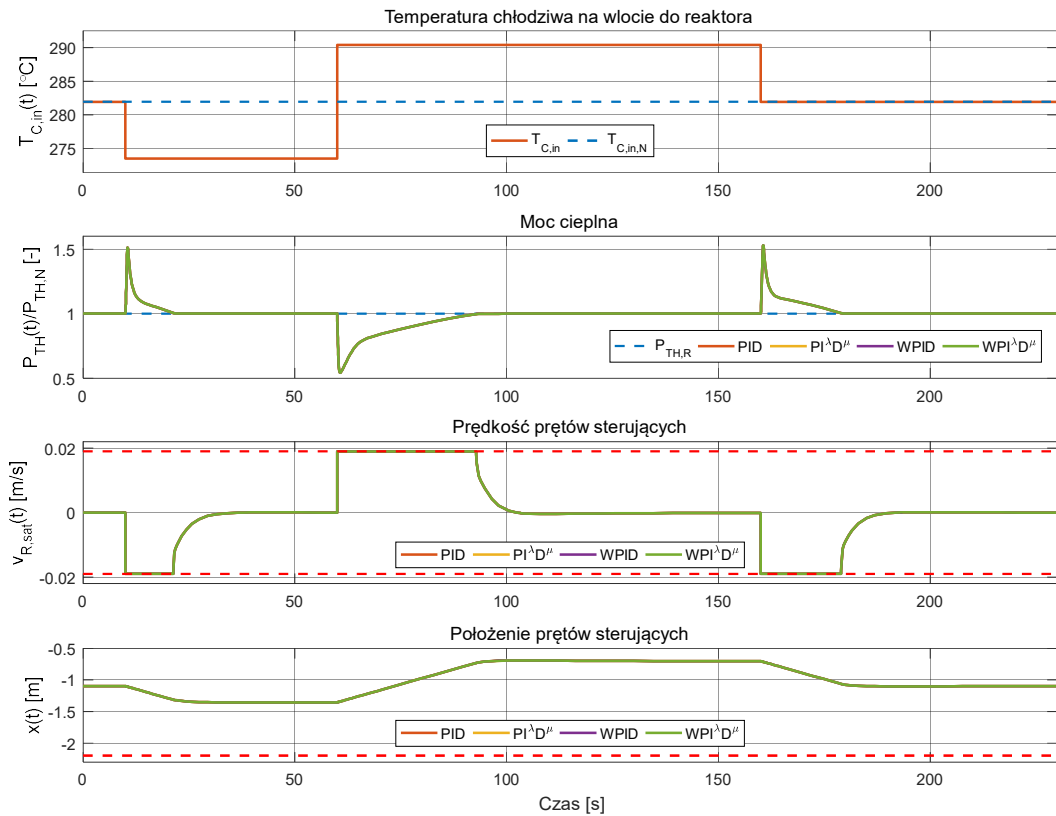 Temperatura chłodziwa na wlocie do reaktora
T_C,in(t) [°C]
290
285
280
275
T_C,in T_C,in,N
0 50 100 150 200
Moc cieplna
P_TH(t)/P_TH,N [-]
1.5
1
0.5
P_TH,R PID PI^λD^μ WPID WPI^λD^μ
0 50 100 150 200
Prędkość prętów sterujących
v_R,sat(t) [m/s]
0.02
0
-0.02
PID PI^λD^μ WPID WPI^λD^μ
0 50 100 150 200
Położenie prętów sterujących
x(t) [m]
-0.5
-1
-1.5
-2
PID PI^λD^μ WPID WPI^λD^μ
0 50 100 150 200
Czas [s]